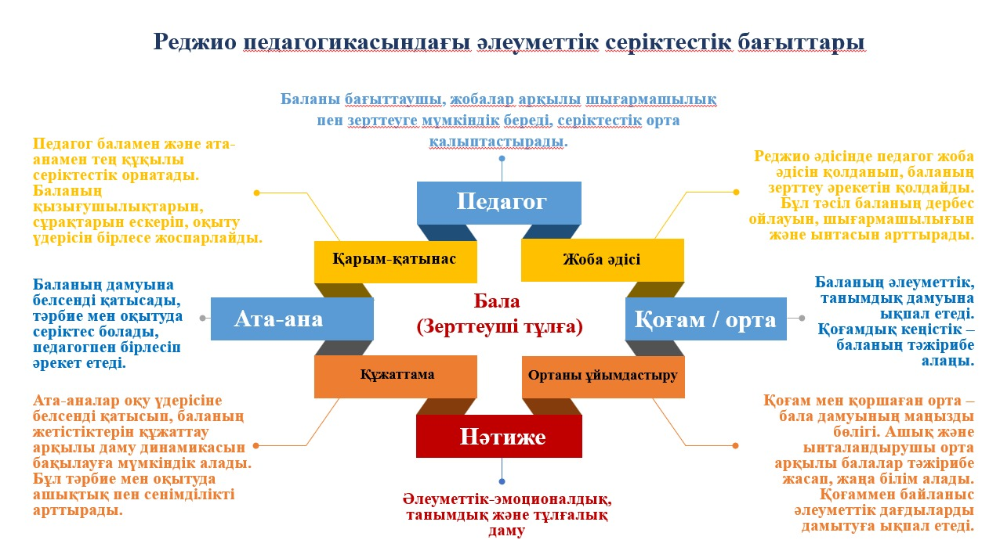 Реджио педагогикасындағы әлеуметтік серіктестік бағыттары
Баланы бағыттаушы, жобалар арқылы шығармашылық
пен зерттеуге мүмкіндік береді, серіктестік орта
қалыптастырады.
Педагог баламен және ата-
анамен тең құқылы
серіктестік орнатады.
Баланың
қызығушылықтарын,
сұрақтарын ескеріп, оқыту
үдерісін бірлесе жоспарлайды.
Реджио әдісінде педагог жоба
әдісін қолданып, баланың
зерттеу әрекетін қолдайды.
Бұл тәсіл баланың дербес
ойлауын, шығармашылығын
және ынтасын арттырады.
Педагог
Қарым-қатынас
Жоба әдісі
Баланың дамуына
белсенді қатысады,
тәрбие мен оқытуда
серіктес болады,
педагогпен бірлесіп
әрекет етеді.
Ата-ана
Бала
(Зерттеуші тұлға)
Қоғам / орта
Баланың әлеуметтік,
танымдық дамуына
ықпал етеді.
Қоғамдық кеңістік –
баланың тәжірибе
алаңы.
Құжаттама
Ортаны ұйымдастыру
Нәтиже
Ата-аналар оқу үдерісіне
белсенді қатысып, баланың
жетістіктерін құжаттау
арқылы даму динамикасын
бақылауға мүмкіндік алады.
Бұл тәрбие мен оқытуда
ашықтық пен сенімділікті
арттырады.
Әлеуметтік-эмоционалдық,
танымдық және тұлғалық
даму
Қоғам мен қоршаған орта –
бала дамуының маңызды
бөлігі. Ашық және
ынталандырушы орта
арқылы балалар тәжірибе
жасап, жаңа білім алады.
Қоғаммен байланыс
әлеуметтік дағдыларды
дамытуға ықпал етеді.